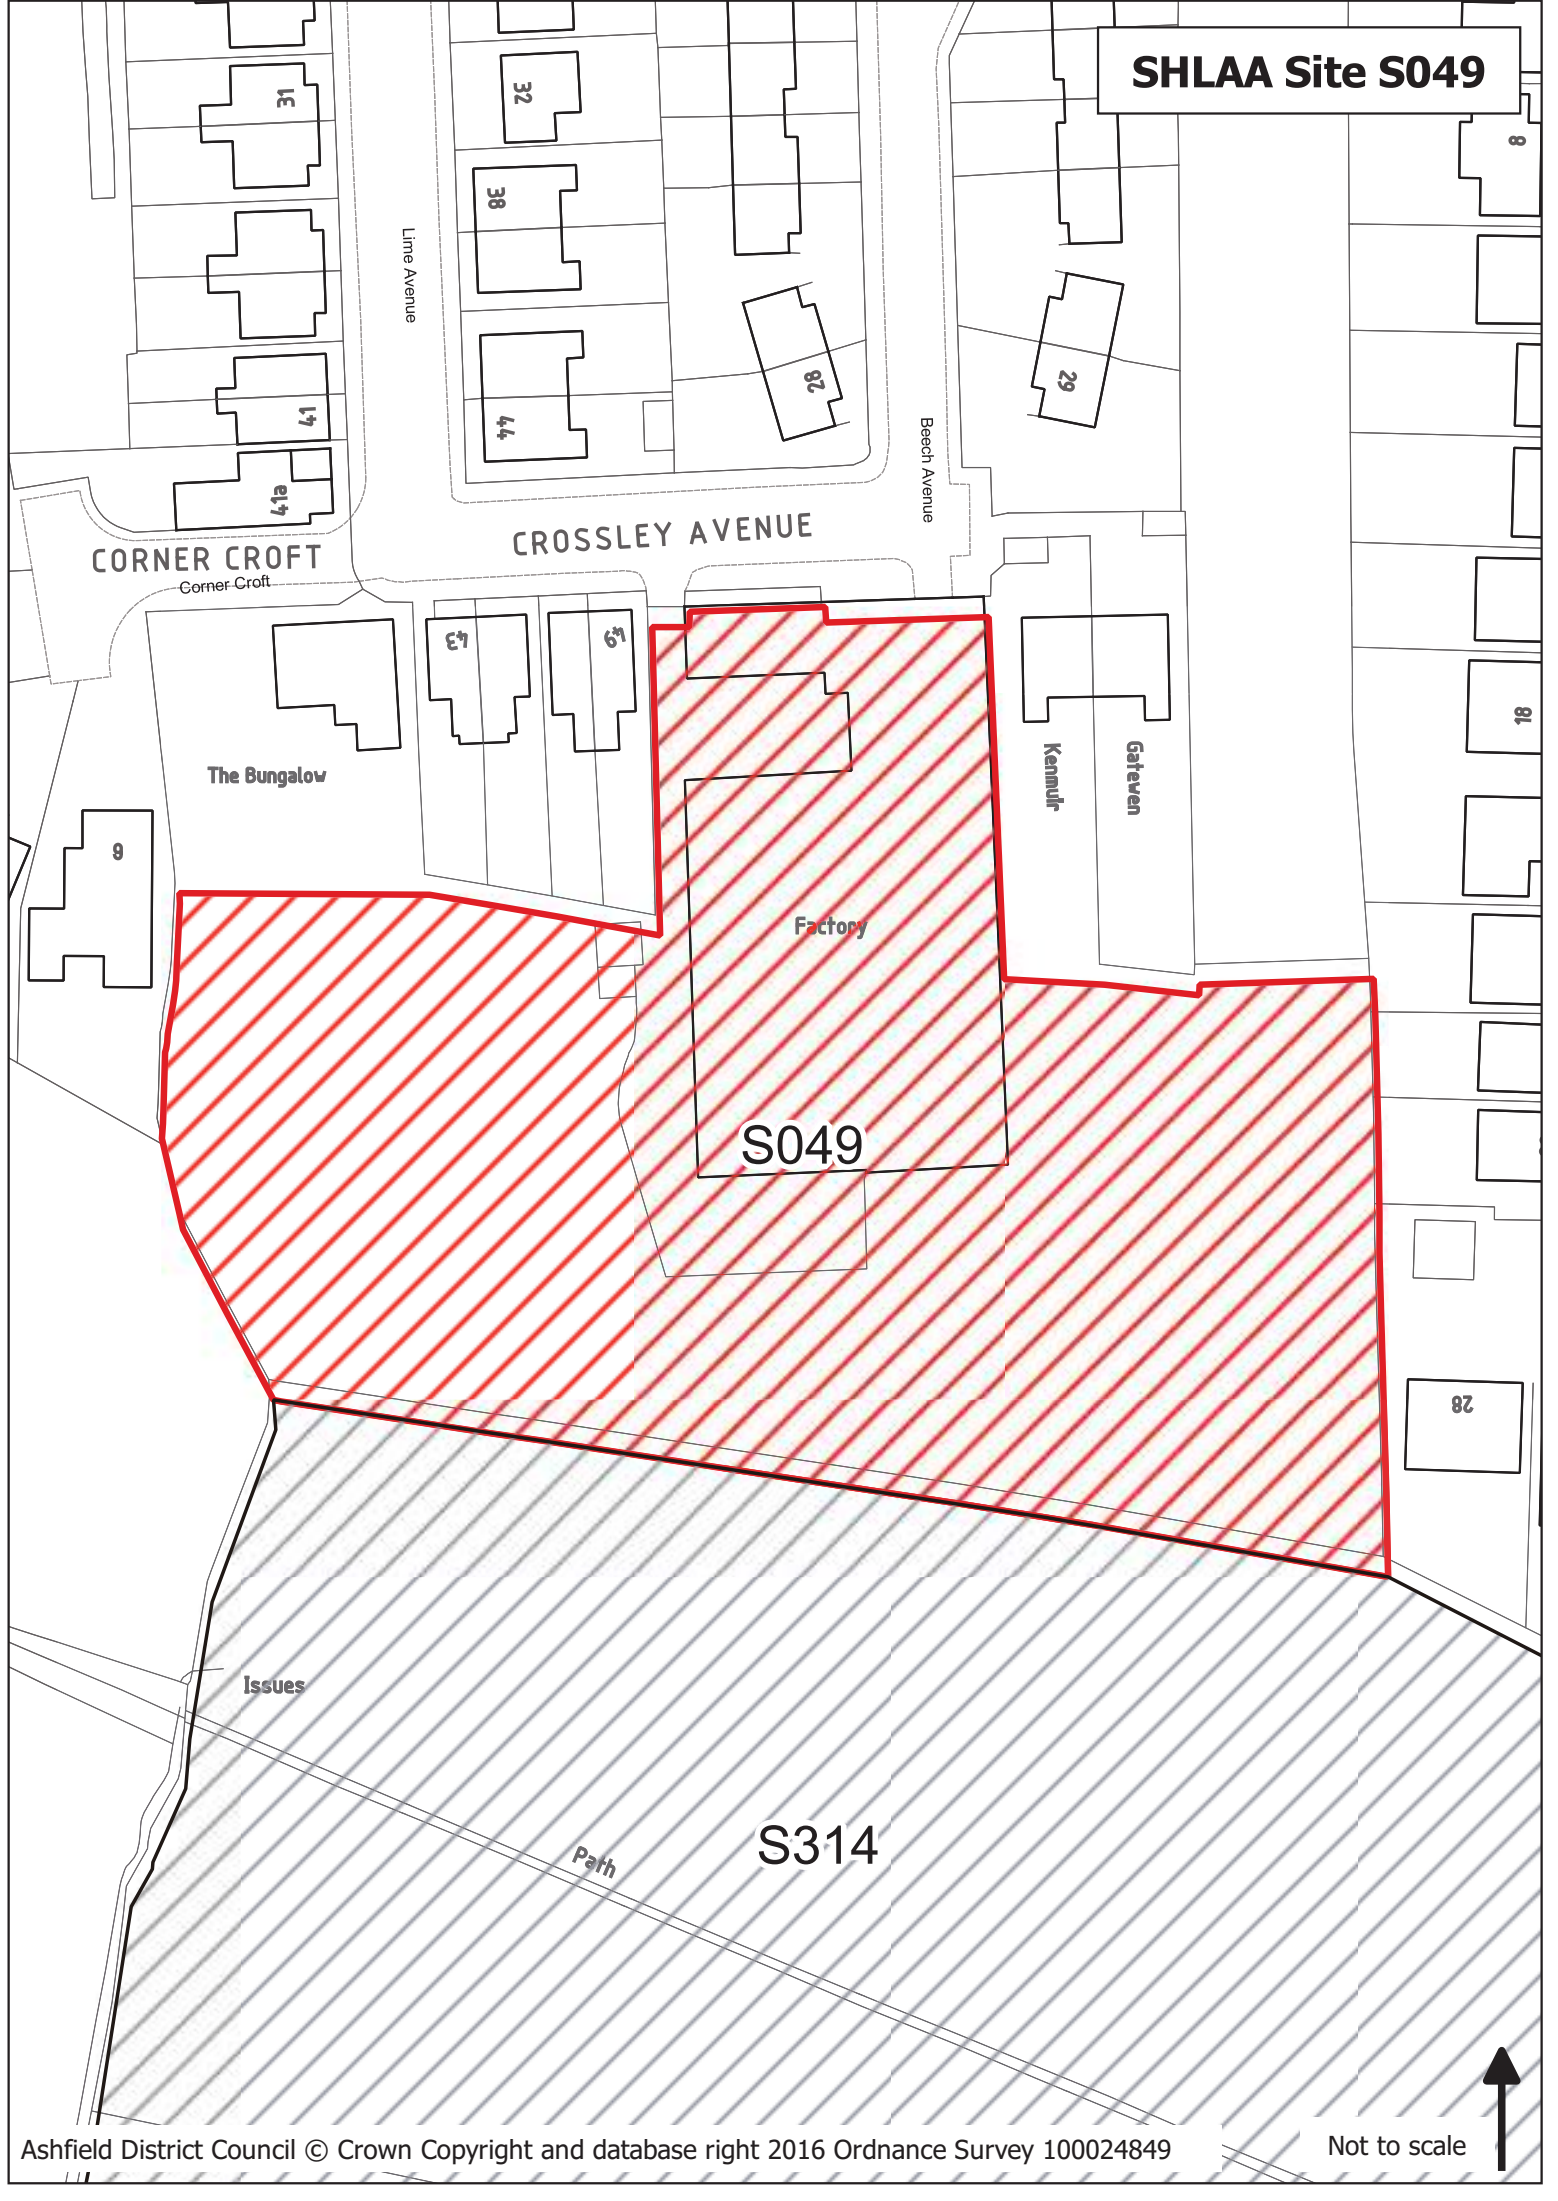 SHLAA Site S049
31
32
8
38
Lime Avenue
28
29
41
44
Beech Avenue
41a
CROSSLEY AVENUE
CORNER CROFT
Corner Croft
43
49
18
The Bungalow
Kenmuir
Gatewen
9
Factory
S049
28
Issues
S314
Path
Ashfield District Council © Crown Copyright and database right 2016 Ordnance Survey 100024849
Not to scale